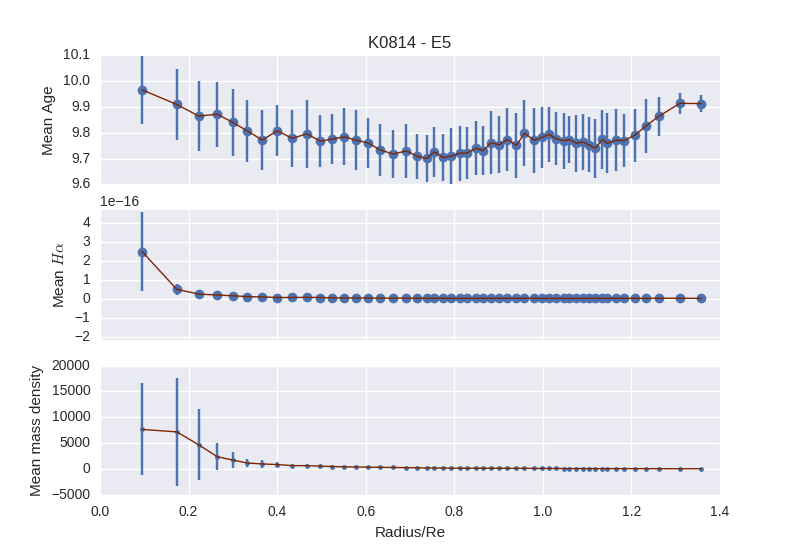 K0814 - E5
Mean Age
10.1
10.0
9.9
9.8
9.7
9.6
1e−16
Mean Hα
4
3
2
1
0
−1
−2
Mean mass density
20000
15000
10000
5000
0
−5000
0.0 0.2 0.4 0.6 0.8 1.0 1.2 1.4
Radius/Re